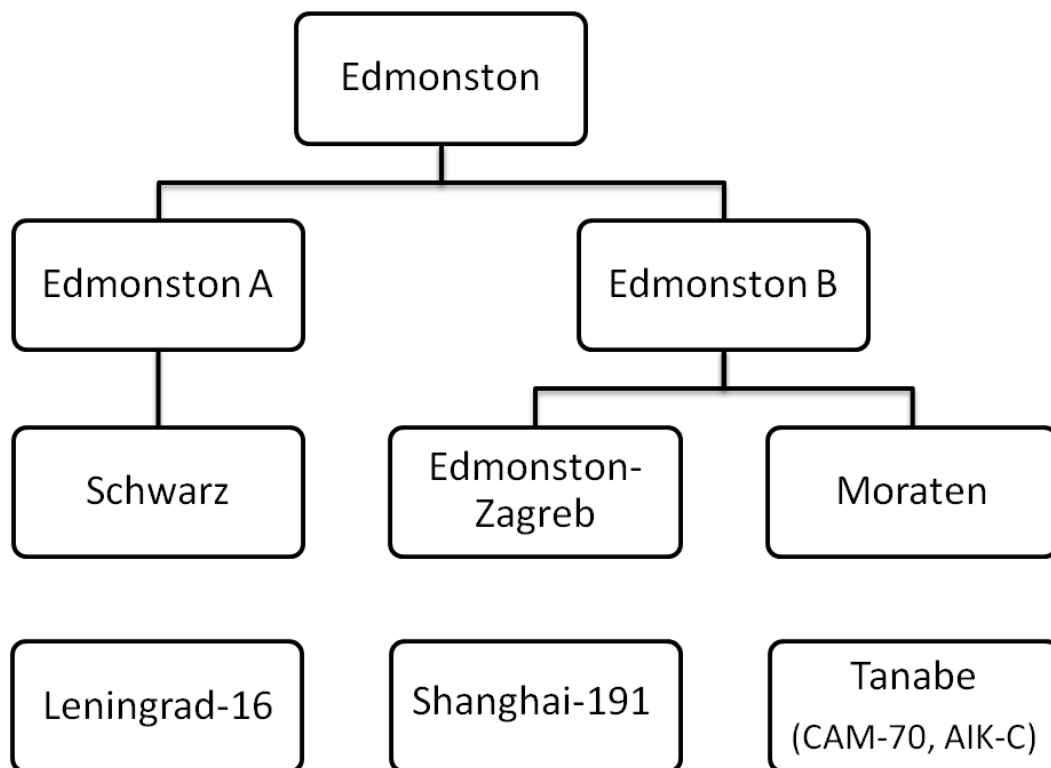 Edmonston
Edmonston A
Edmonston B
Schwarz
Edmonston-
Zagreb
Moraten
Leningrad-16
Shanghai-191
Tanabe
(CAM-70, AIK-C)